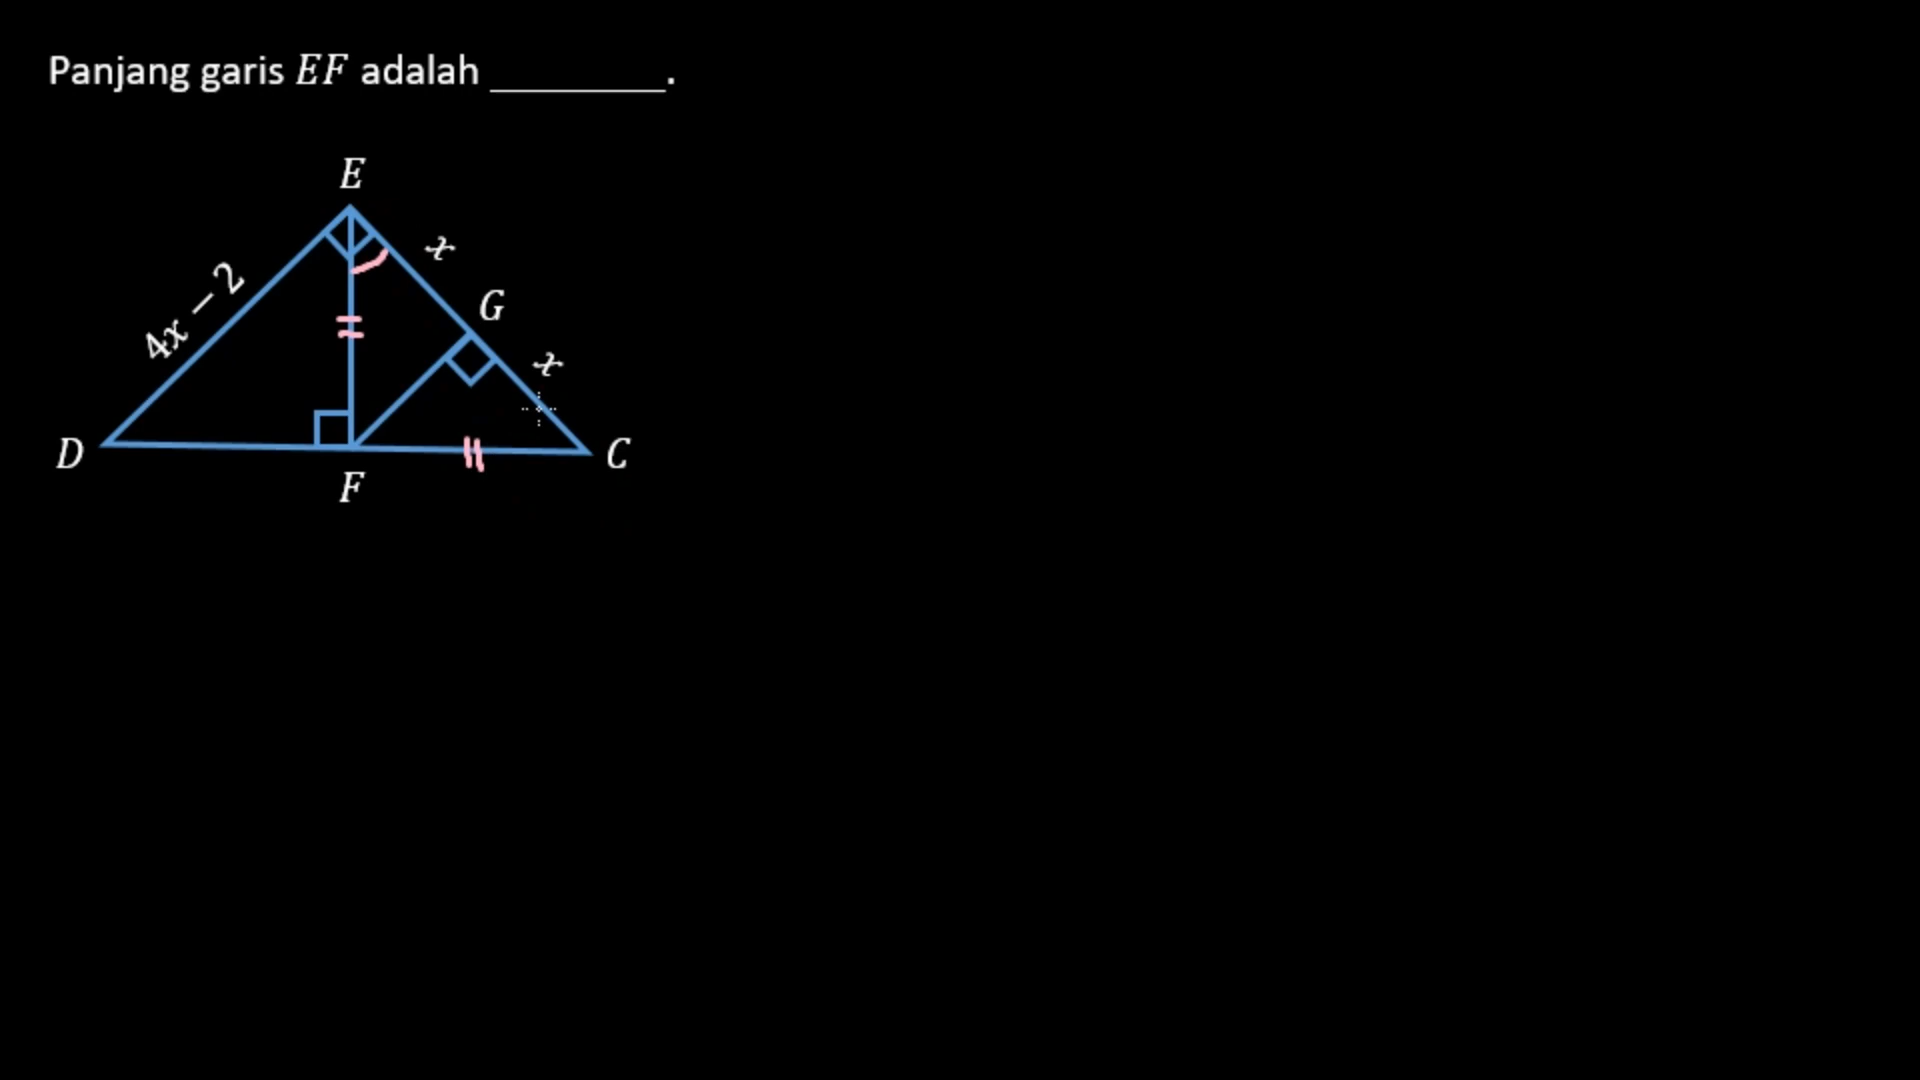 Panjang garis EF adalah ________.
E
x
4x − 2
G
x
D
C
F